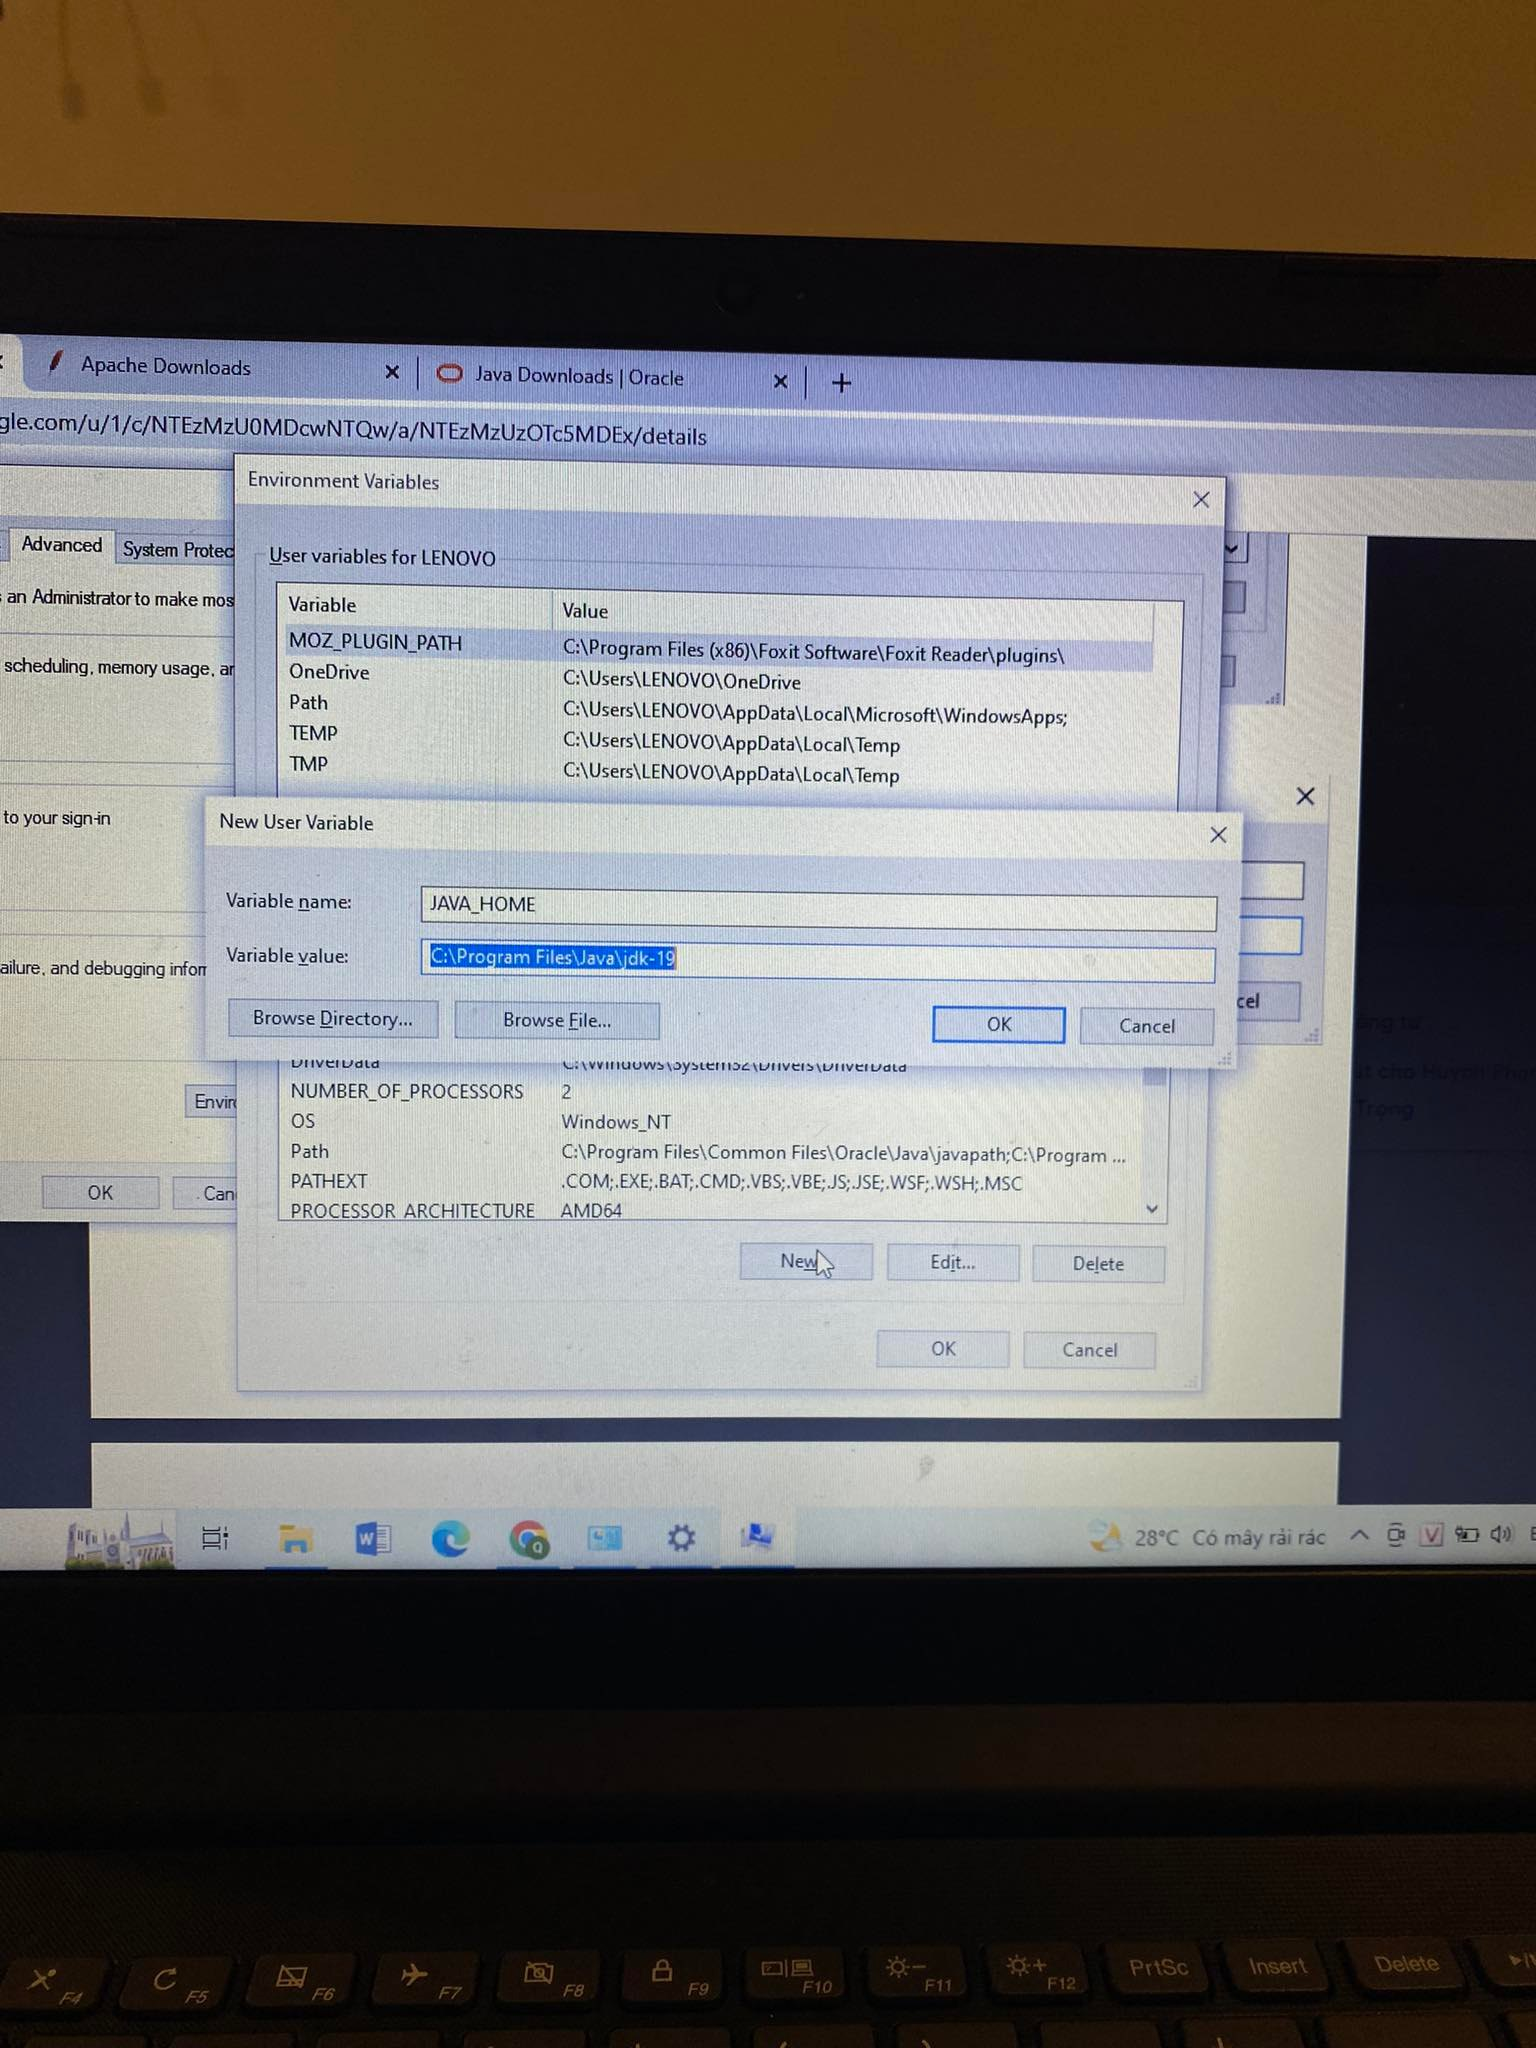 Apache Downloads
Java Downloads | Oracle
gle.com/u/1/c/NTEzMzU0MDcwNTQw/a/NTEzMzUzOTc5MDEx/details
Environment Variables
Advanced
System Protec
User variables for LENOVO
an Administrator to make mos
Variable Value
MOZ_PLUGIN_PATH C:\Program Files (x86)\Foxit Software\Foxit Reader\plugins\
scheduling, memory usage, an
OneDrive C:\Users\LENOVO\OneDrive
Path C:\Users\LENOVO\AppData\Local\Microsoft\WindowsApps;
TEMP C:\Users\LENOVO\AppData\Local\Temp
TMP C:\Users\LENOVO\AppData\Local\Temp
to your sign-in
New User Variable
Variable name: JAVA_HOME
Variable value: C:\Program Files\Java\jdk-19
ailure, and debugging inforr
Browse Directory... Browse File... OK Cancel
cel
DriverData C:\Windows\System32\Drivers\DriverData
NUMBER_OF_PROCESSORS 2
Envir
OS Windows_NT
Path C:\Program Files\Common Files\Oracle\Java\javapath;C:\Program ...
PATHEXT .COM;.EXE;.BAT;.CMD;.VBS;.VBE;.JS;.JSE;.WSF;.WSH;.MSC
PROCESSOR_ARCHITECTURE AMD64
OK Can
New Edit... Delete
OK Cancel
28°C Có mây rải rác
V
F4 F5 F6 F7 F8 F9 F10 F11 F12 PrtSc Insert Delete